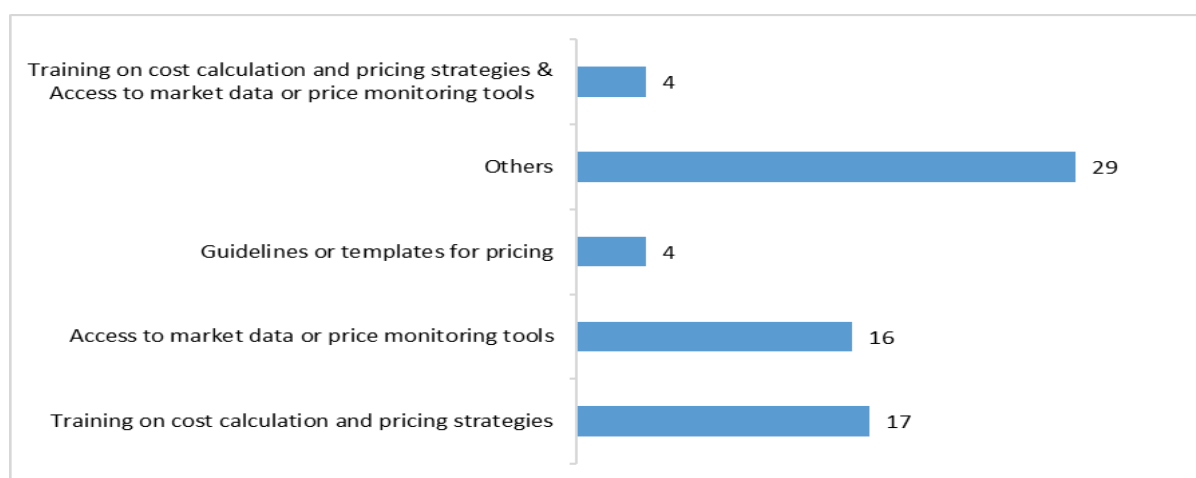 Training on cost calculation and pricing strategies &
Access to market data or price monitoring tools
4
Others
29
Guidelines or templates for pricing
4
Access to market data or price monitoring tools
16
Training on cost calculation and pricing strategies
17